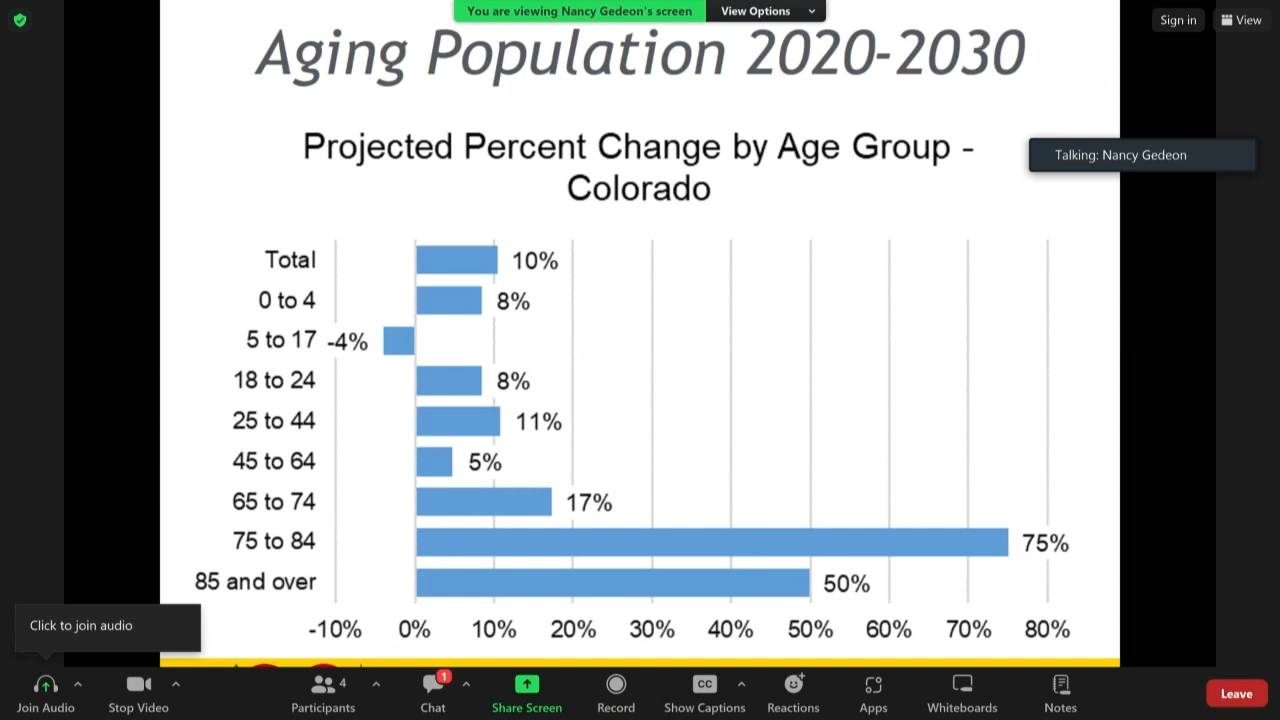 You are viewing Nancy Gedeon's screen
View Options
Sign in
View
Aging Population 2020-2030
Projected Percent Change by Age Group -
Colorado
Talking: Nancy Gedeon
Total 10%
0 to 4 8%
5 to 17 -4%
18 to 24 8%
25 to 44 11%
45 to 64 5%
65 to 74 17%
75 to 84 75%
85 and over 50%
-10% 0% 10% 20% 30% 40% 50% 60% 70% 80%
Click to join audio
4
1
CC
Join Audio
Stop Video
Participants
Chat
Share Screen
Record
Show Captions
Reactions
Apps
Whiteboards
Notes
Leave